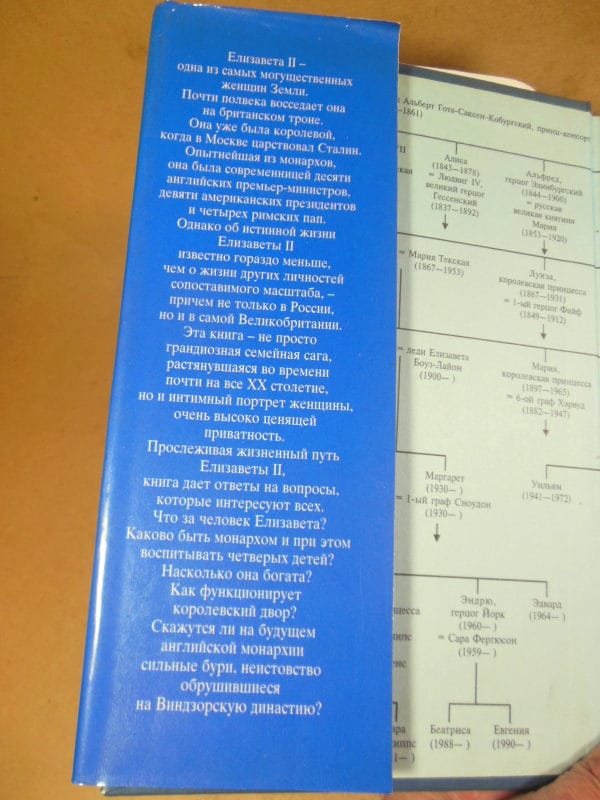 Елизавета II –
одна из самых могущественных
женщин Земли.
Почти полвека восседает она
на британском троне.
Она уже была королевой,
когда в Москве царствовал Сталин.
Опытнейшая из монархов,
она была современницей десяти
английских премьер-министров,
девяти американских президентов
и четырех римских пап.
Однако об истинной жизни
Елизаветы II
известно гораздо меньше,
чем о жизни других личностей
сопоставимого масштаба, –
причем не только в России,
но и в самой Великобритании.
Эта книга – не просто
грандиозная семейная сага,
растянувшаяся во времени
почти на все XX столетие,
но и интимный портрет женщины,
очень высоко ценящей
приватность.
Прослеживая жизненный путь
Елизаветы II,
книга дает ответы на вопросы,
которые интересуют всех.
Что за человек Елизавета?
Каково быть монархом и при этом
воспитывать четверых детей?
Насколько она богата?
Как функционирует
королевский двор?
Скажутся ли на будущем
английской монархии
сильные бури, неистовство
обрушившиеся
на Виндзорскую династию?
Альберт Гота-Саксен-Кобургский, принц-консорт
–1861)
VII
ская
Алиса
(1843–1878)
= Людвиг IV,
великий герцог
Гессенский
(1837–1892)
Альфред,
герцог Эдинбургский
(1844–1900)
= русская
великая княгиня
Мария
(1853–1920)
= Мария Текская
(1867–1953)
Луиза,
королевская принцесса
(1867–1931)
= 1-ый герцог Файф
(1849–1912)
= леди Елизавета
Боуз-Лайон
(1900– )
Мария,
королевская принцесса
(1897–1965)
= 6-ой граф Хэрвуд
(1882–1947)
Маргарет
(1930– )
= 1-ый граф Сноудон
(1930– )
Уильям
(1941–1972)
нцесса
Эндрю,
герцог Йорк
(1960– )
= Сара Фергюсон
(1959– )
Эдвард
(1964– )
ара
иппс
1– )
Беатриса
(1988– )
Евгения
(1990– )